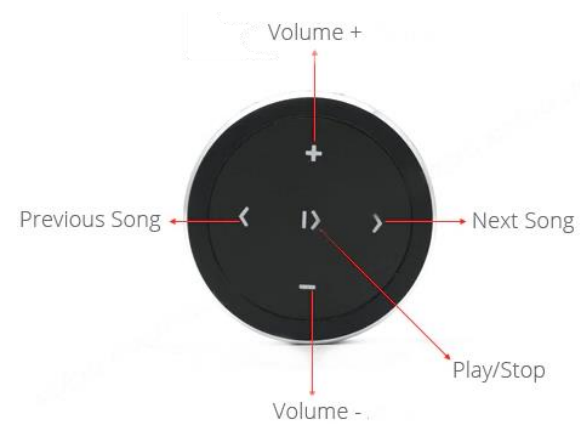 Volume +
+
Previous Song
Next Song
Play/Stop
Volume -